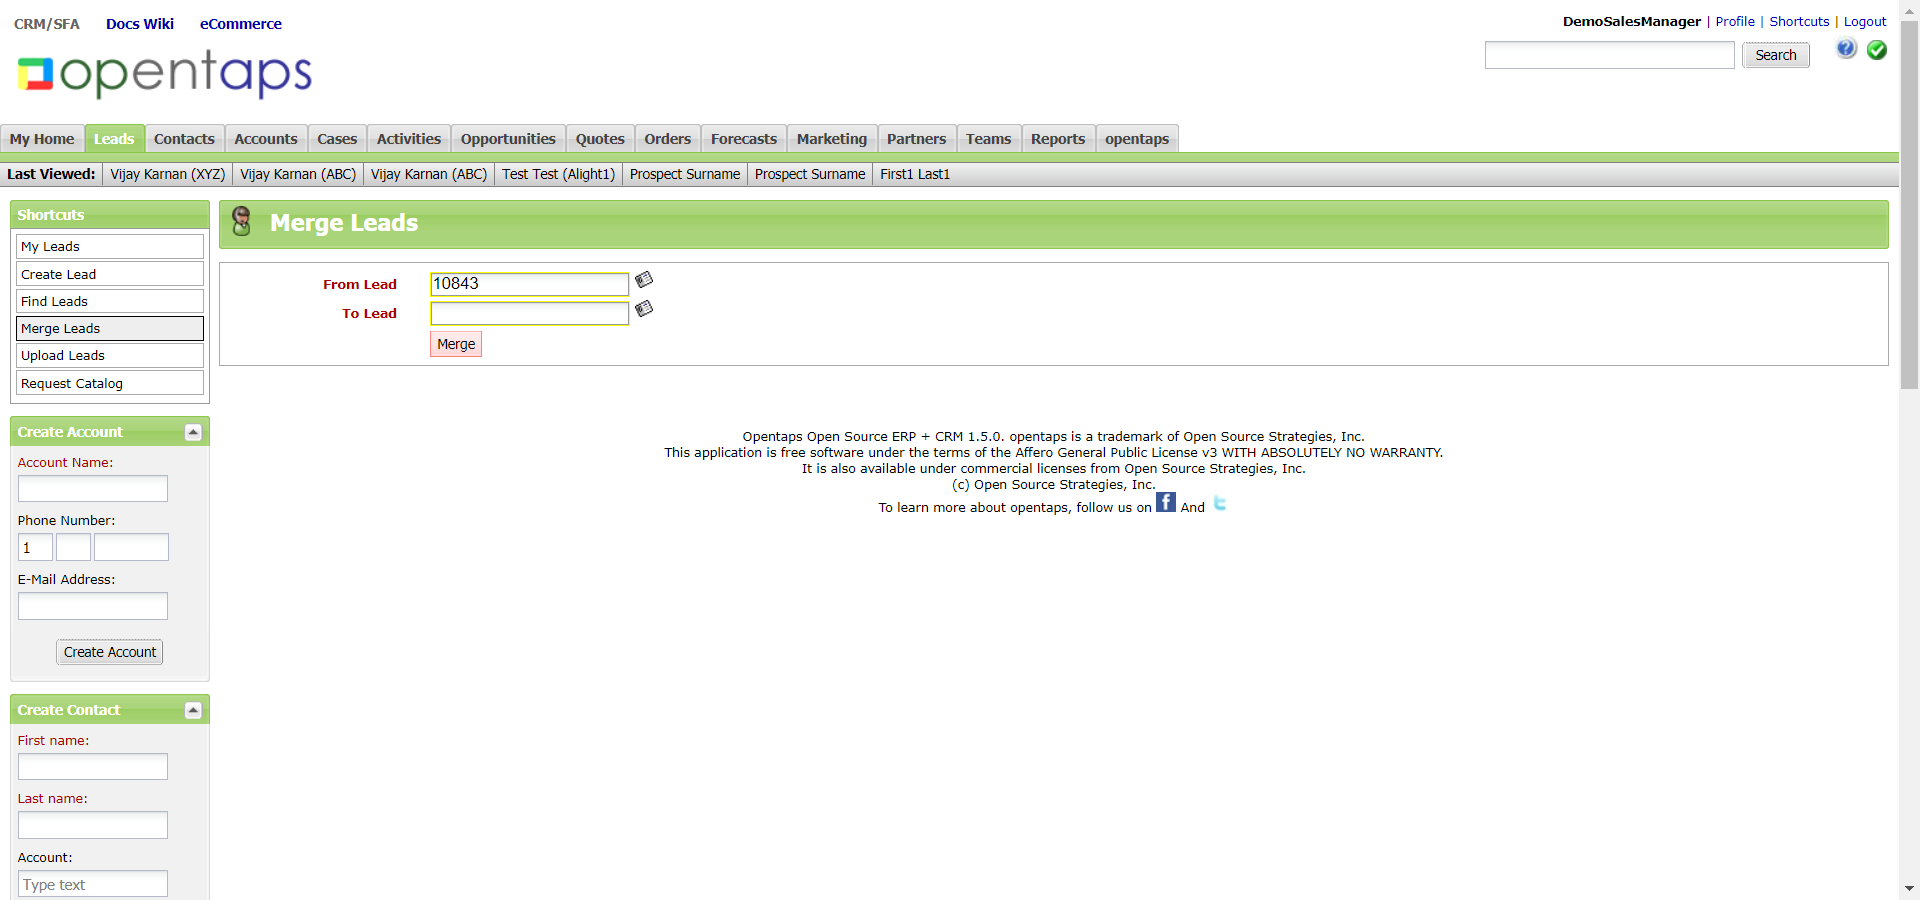 CRM/SFA Docs Wiki eCommerce
DemoSalesManager | Profile | Shortcuts | Logout
opentaps
Search
My Home Leads Contacts Accounts Cases Activities Opportunities Quotes Orders Forecasts Marketing Partners Teams Reports opentaps
Last Viewed: Vijay Karnan (XYZ) Vijay Karnan (ABC) Vijay Karnan (ABC) Test Test (Alight1) Prospect Surname Prospect Surname First1 Last1
Shortcuts
My Leads
Create Lead
Find Leads
Merge Leads
Upload Leads
Request Catalog
Merge Leads
From Lead 10843
To Lead
Merge
Create Account
Account Name:
Phone Number:
1
E-Mail Address:
Create Account
Create Contact
First name:
Last name:
Account:
Type text
Opentaps Open Source ERP + CRM 1.5.0. opentaps is a trademark of Open Source Strategies, Inc.
This application is free software under the terms of the Affero General Public License v3 WITH ABSOLUTELY NO WARRANTY.
It is also available under commercial licenses from Open Source Strategies, Inc.
(c) Open Source Strategies, Inc.
To learn more about opentaps, follow us on f And t